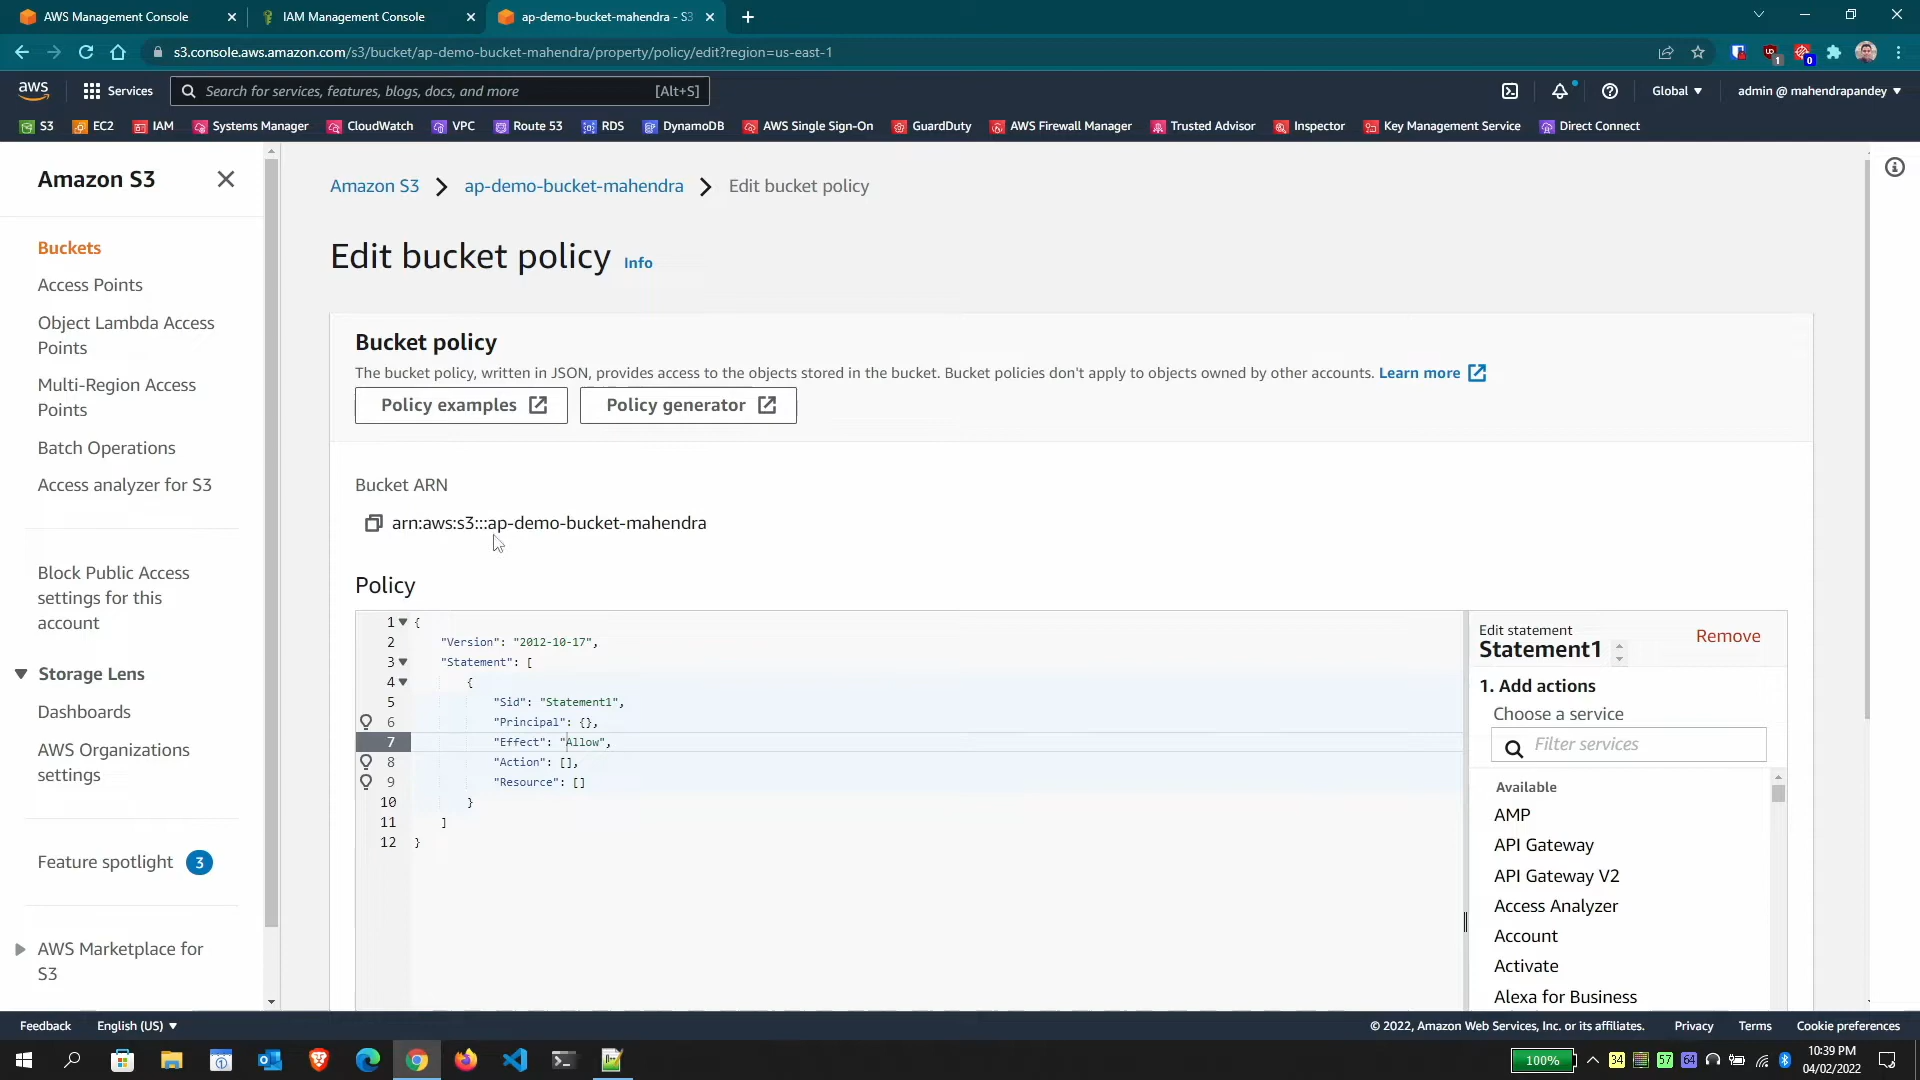 AWS Management Console
IAM Management Console
ap-demo-bucket-mahendra - S3
s3.console.aws.amazon.com/s3/bucket/ap-demo-bucket-mahendra/property/policy/edit?region=us-east-1
1
0
aws
Services
Search for services, features, blogs, docs, and more
[Alt+S]
Global
admin @ mahendrapandey
S3
EC2
IAM
Systems Manager
CloudWatch
VPC
Route 53
RDS
DynamoDB
AWS Single Sign-On
GuardDuty
AWS Firewall Manager
Trusted Advisor
Inspector
Key Management Service
Direct Connect
Amazon S3
Buckets
Access Points
Object Lambda Access
Points
Multi-Region Access
Points
Batch Operations
Access analyzer for S3
Block Public Access
settings for this
account
Storage Lens
Dashboards
AWS Organizations
settings
Feature spotlight
3
AWS Marketplace for
S3
Amazon S3
ap-demo-bucket-mahendra
Edit bucket policy
Edit bucket policy
Info
Bucket policy
The bucket policy, written in JSON, provides access to the objects stored in the bucket. Bucket policies don't apply to objects owned by other accounts. Learn more
Policy examples
Policy generator
Bucket ARN
arn:aws:s3:::ap-demo-bucket-mahendra
Policy
1 {
2 "Version": "2012-10-17",
3 "Statement": [
4 {
5 "Sid": "Statement1",
6 "Principal": {},
7 "Effect": "Allow",
8 "Action": [],
9 "Resource": []
10 }
11 ]
12 }
Edit statement
Statement1
Remove
1. Add actions
Choose a service
Filter services
Available
AMP
API Gateway
API Gateway V2
Access Analyzer
Account
Activate
Alexa for Business
Feedback
English (US)
© 2022, Amazon Web Services, Inc. or its affiliates.
Privacy
Terms
Cookie preferences
100%
34
57
64
10:39 PM
04/02/2022